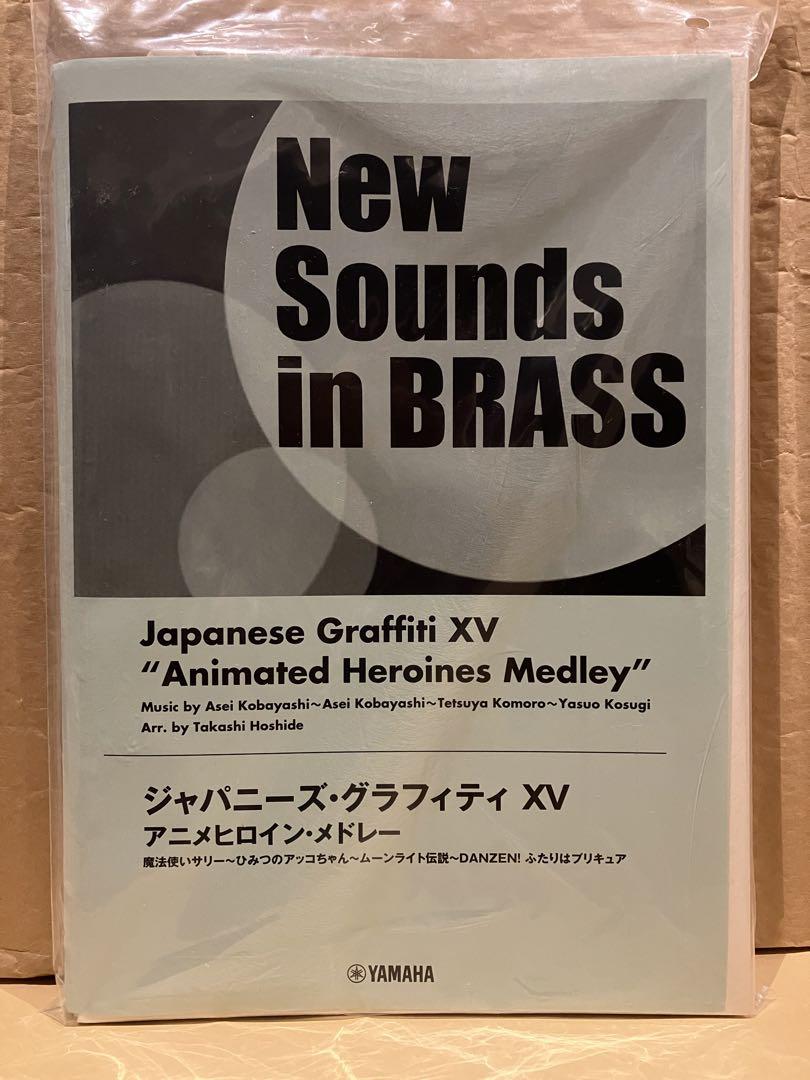 New
Sounds
in BRASS
Japanese Graffiti XV
“Animated Heroines Medley”
Music by Asei Kobayashi～Asei Kobayashi～Tetsuya Komoro～Yasuo Kosugi
Arr. by Takashi Hoshide
ジャパニーズ・グラフィティ XV
アニメヒロイン・メドレー
魔法使いサリー～ひみつのアッコちゃん～ムーンライト伝説～DANZEN! ふたりはプリキュア
YAMAHA